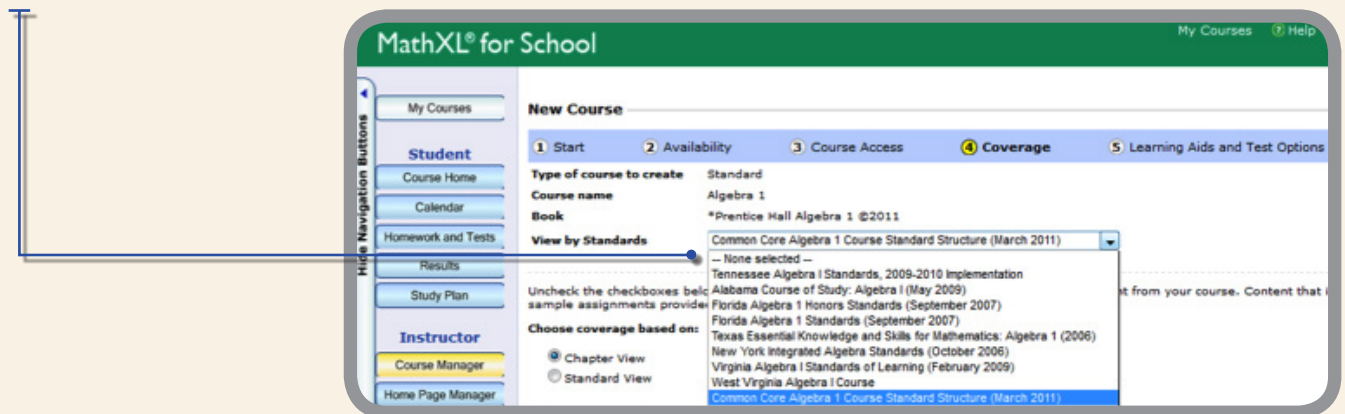 My Courses ? Help
MathXL® for School
Hide Navigation Buttons
My Courses
Student
Course Home
Calendar
Homework and Tests
Results
Study Plan
Instructor
Course Manager
Home Page Manager
New Course
1 Start 2 Availability 3 Course Access 4 Coverage 5 Learning Aids and Test Options
Type of course to create Standard
Course name Algebra 1
Book *Prentice Hall Algebra 1 ©2011
View by Standards Common Core Algebra 1 Course Standard Structure (March 2011)
-- None selected --
Tennessee Algebra I Standards, 2009-2010 Implementation
Alabama Course of Study: Algebra I (May 2009)
Florida Algebra 1 Honors Standards (September 2007)
Florida Algebra 1 Standards (September 2007)
Texas Essential Knowledge and Skills for Mathematics: Algebra 1 (2006)
New York Integrated Algebra Standards (October 2006)
Virginia Algebra I Standards of Learning (February 2009)
West Virginia Algebra I Course
Common Core Algebra 1 Course Standard Structure (March 2011)
Uncheck the checkboxes from your course. Content that
sample assignments
Choose coverage based on:
Chapter View
Standard View